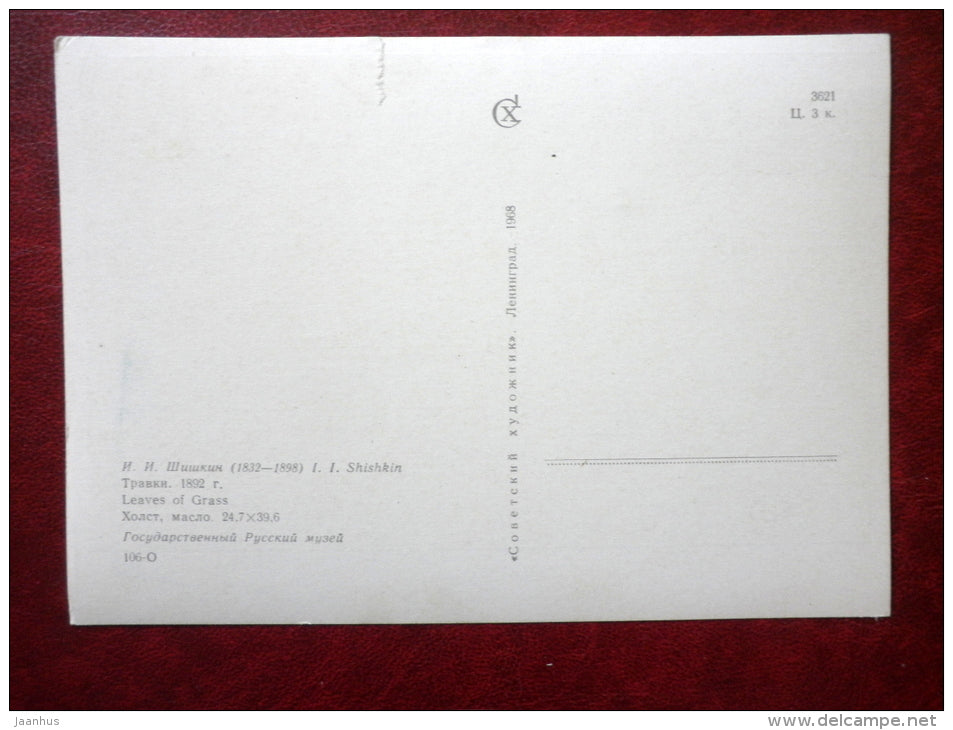 СХ
3621
Ц. 3 к.
«Советский художник». Ленинград. 1968
И. И. Шишкин (1832—1898) I. I. Shishkin
Травки. 1892 г.
Leaves of Grass
Холст, масло. 24,7×39,6
Государственный Русский музей
106-О
jaanhus
www.delcampe.net